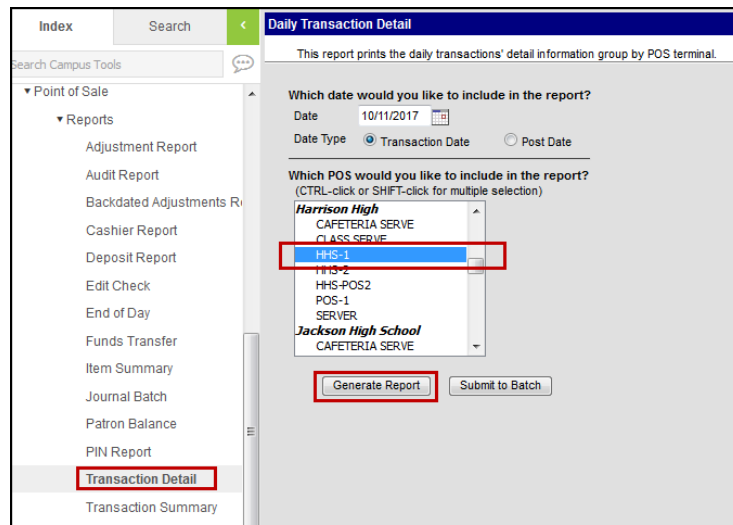 Index
Search
<
Search Campus Tools
Point of Sale
Reports
Adjustment Report
Audit Report
Backdated Adjustments
Cashier Report
Deposit Report
Edit Check
End of Day
Funds Transfer
Item Summary
Journal Batch
Patron Balance
PIN Report
Transaction Detail
Transaction Summary
Daily Transaction Detail
This report prints the daily transactions' detail information group by POS terminal.
Which date would you like to include in the report?
Date 10/11/2017
Date Type Transaction Date Post Date
Which POS would you like to include in the report?
(CTRL-click or SHIFT-click for multiple selection)
Harrison High
CAFETERIA SERVE
CLASS SERVE
HHS-1
HHS-2
HHS-POS2
POS-1
SERVER
Jackson High School
CAFETERIA SERVE
Generate Report Submit to Batch